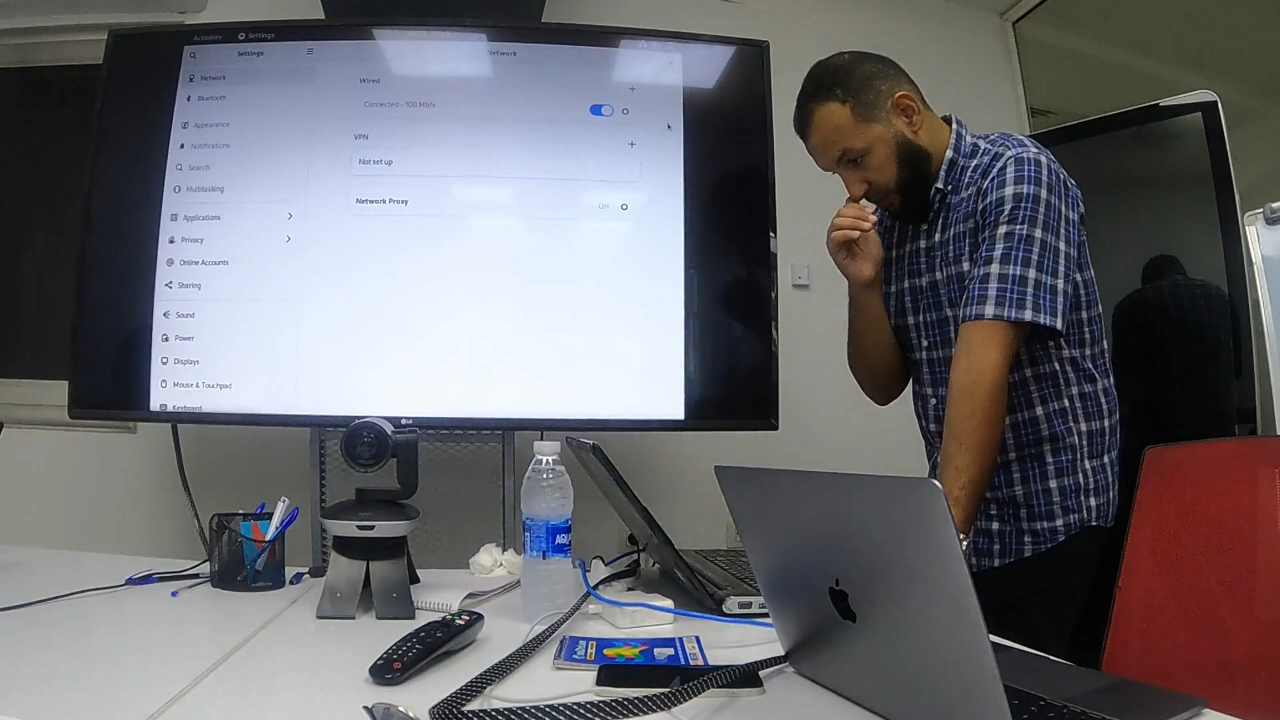 Activities Settings
Settings
Network
Network
Bluetooth
Appearance
Notifications
Search
Multitasking
Applications
Privacy
Online Accounts
Sharing
Sound
Power
Displays
Mouse & Touchpad
Keyboard
Wired
Connected - 100 Mb/s
VPN
Not set up
Network Proxy
Off
LG